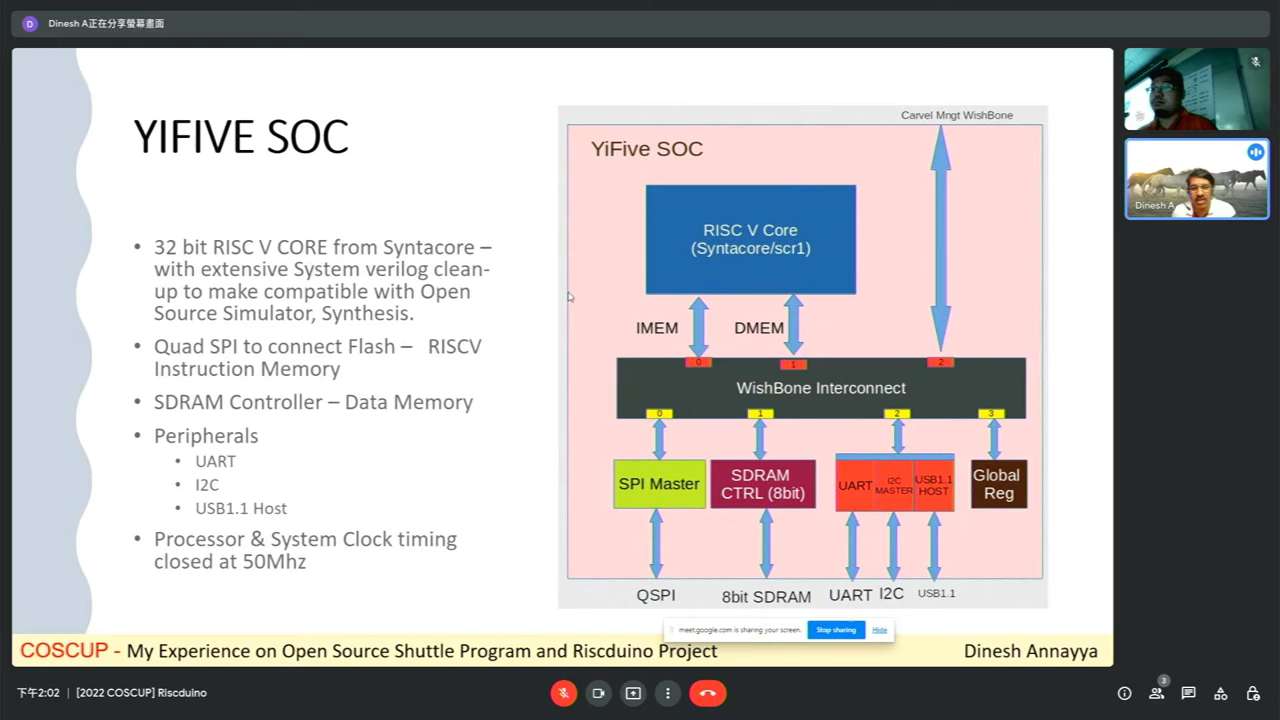 D
Dinesh A正在分享螢幕畫面
YIFIVE SOC
• 32 bit RISC V CORE from Syntacore –
with extensive System verilog clean-
up to make compatible with Open
Source Simulator, Synthesis.
• Quad SPI to connect Flash – RISCV
Instruction Memory
• SDRAM Controller – Data Memory
• Peripherals
• UART
• I2C
• USB1.1 Host
• Processor & System Clock timing
closed at 50Mhz
Carvel Mngt WishBone
YiFive SOC
RISC V Core
(Syntacore/scr1)
IMEM
DMEM
0
1
2
WishBone Interconnect
0
1
2
3
SPI Master
SDRAM
CTRL (8bit)
UART
I2C
MASTER
USB1.1
HOST
Global
Reg
QSPI
8bit SDRAM
UART
I2C
USB1.1
meet.google.com is sharing your screen.
Stop sharing
Hide
COSCUP - My Experience on Open Source Shuttle Program and Riscduino Project
Dinesh Annayya
Dinesh A
下午2:02 | [2022 COSCUP] Riscduino
3